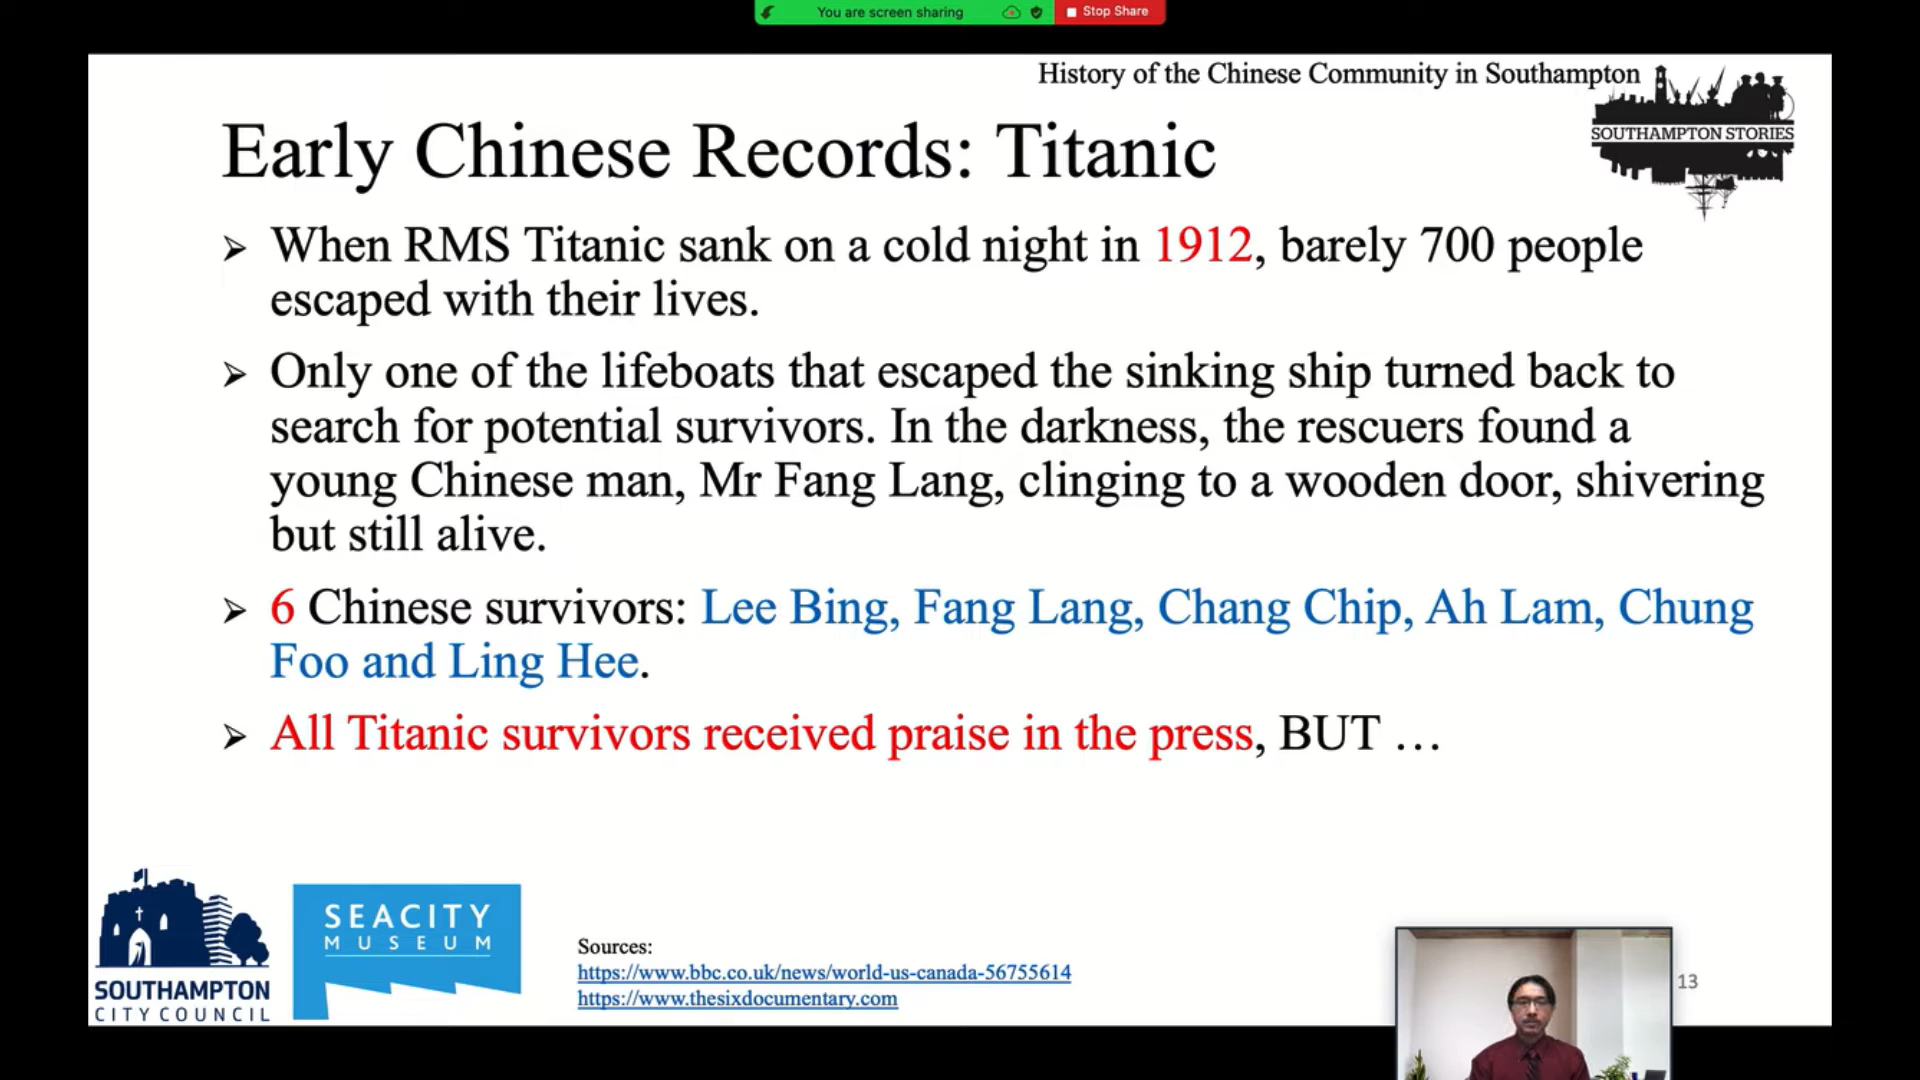 You are screen sharing
Stop Share
History of the Chinese Community in Southampton
SOUTHAMPTON STORIES
Early Chinese Records: Titanic
➢ When RMS Titanic sank on a cold night in 1912, barely 700 people
escaped with their lives.
➢ Only one of the lifeboats that escaped the sinking ship turned back to
search for potential survivors. In the darkness, the rescuers found a
young Chinese man, Mr Fang Lang, clinging to a wooden door, shivering
but still alive.
➢ 6 Chinese survivors: Lee Bing, Fang Lang, Chang Chip, Ah Lam, Chung
Foo and Ling Hee.
➢ All Titanic survivors received praise in the press, BUT …
SOUTHAMPTON
CITY COUNCIL
SEACITY
MUSEUM
Sources:
https://www.bbc.co.uk/news/world-us-canada-56755614
https://www.thesixdocumentary.com
13